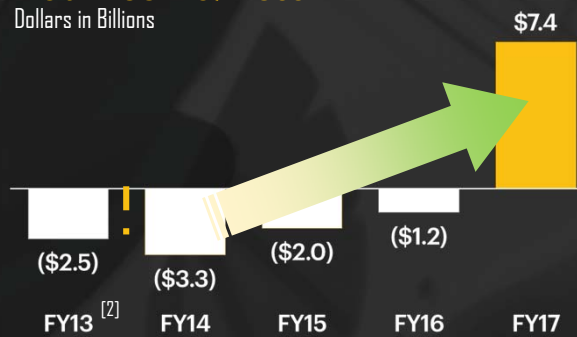 Dollars in Billions
$7.4
($2.5)
($3.3)
($2.0)
($1.2)
FY13 [2]
FY14
FY15
FY16
FY17